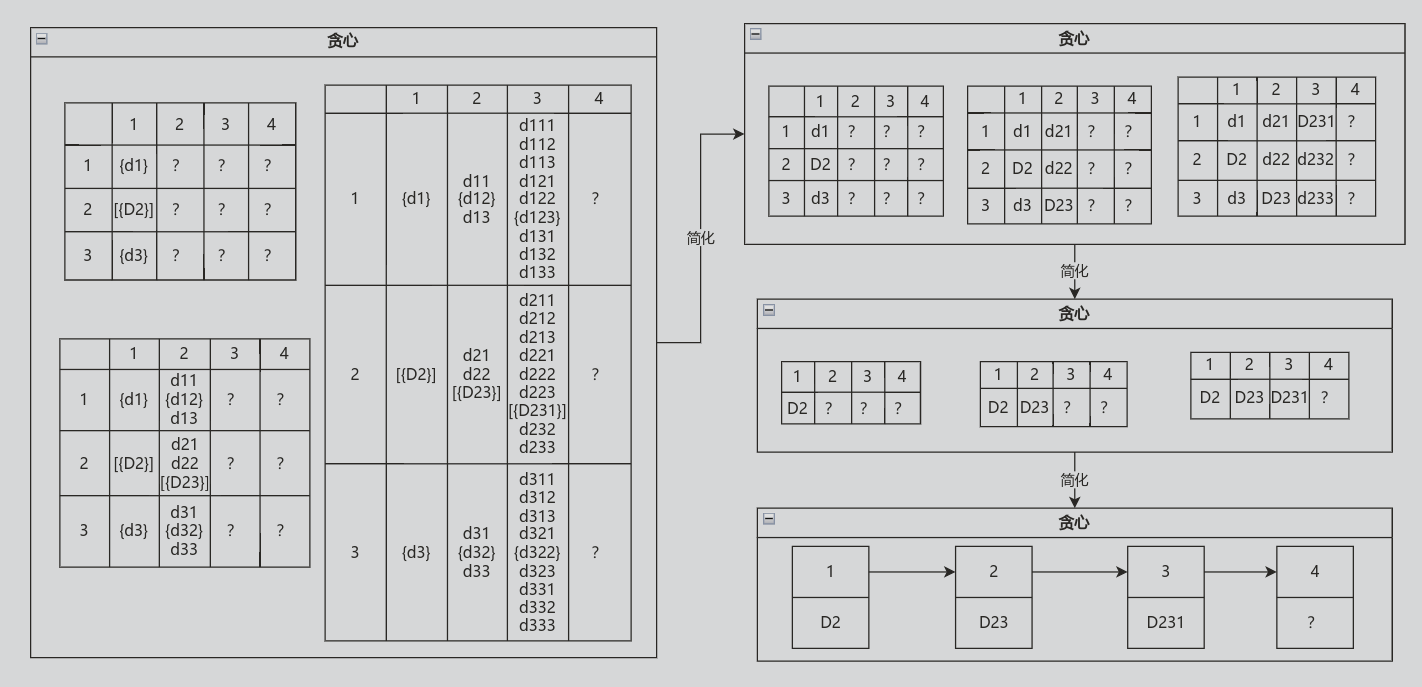 贪心
1 2 3 4
1 {d1} ? ? ?
2 [{D2}] ? ? ?
3 {d3} ? ? ?
1 2 3 4
d11
1 {d1} {d12} ? ?
d13
d21
2 [{D2}] d22 ? ?
[{D23}]
d31
3 {d3} {d32} ? ?
d33
1 2 3 4
d111
d112
d113
d11 d121
1 {d1} {d12} d122 ?
d13 {d123}
d131
d132
d133
d211
d212
d213
d21 d221
2 [{D2}] d22 d222 ?
[{D23}] d223
[{D231}]
d232
d233
d311
d312
d313
d31 d321
3 {d3} {d32} {d322} ?
d33 d323
d331
d332
d333
简化
贪心
1 2 3 4
1 d1 ? ? ?
2 D2 ? ? ?
3 d3 ? ? ?
1 2 3 4
1 d1 d21 ? ?
2 D2 d22 ? ?
3 d3 D23 ? ?
1 2 3 4
1 d1 d21 D231 ?
2 D2 d22 d232 ?
3 d3 D23 d233 ?
简化
贪心
1 2 3 4
D2 ? ? ?
1 2 3 4
D2 D23 ? ?
1 2 3 4
D2 D23 D231 ?
简化
贪心
1 2 3 4
D2 D23 D231 ?